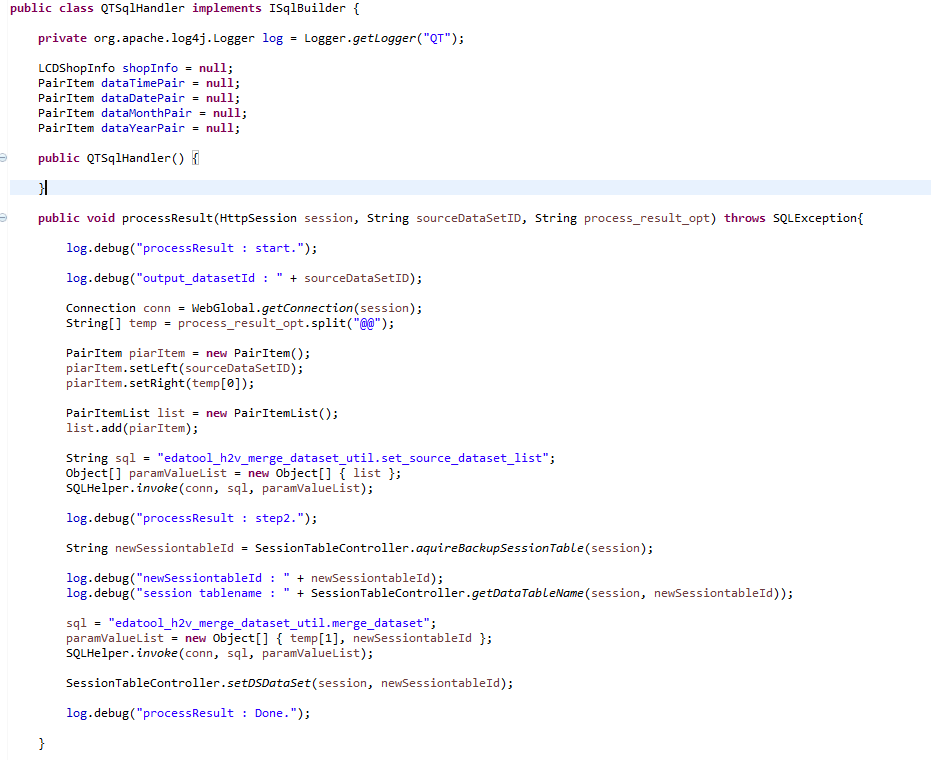 public class QTSqlHandler implements ISqlBuilder {
private org.apache.log4j.Logger log = Logger.getLogger("QT");
LCDShopInfo shopInfo = null;
PairItem dataTimePair = null;
PairItem dataDatePair = null;
PairItem dataMonthPair = null;
PairItem dataYearPair = null;
public QTSqlHandler() {
}
public void processResult(HttpSession session, String sourceDataSetID, String process_result_opt) throws SQLException{
log.debug("processResult : start.");
log.debug("output_datasetId : " + sourceDataSetID);
Connection conn = WebGlobal.getConnection(session);
String[] temp = process_result_opt.split("@@");
PairItem piarItem = new PairItem();
piarItem.setLeft(sourceDataSetID);
piarItem.setRight(temp[0]);
PairItemList list = new PairItemList();
list.add(piarItem);
String sql = "edatool_h2v_merge_dataset_util.set_source_dataset_list";
Object[] paramValueList = new Object[] { list };
SQLHelper.invoke(conn, sql, paramValueList);
log.debug("processResult : step2.");
String newSessiontableId = SessionTableController.aquireBackupSessionTable(session);
log.debug("newSessiontableId : " + newSessiontableId);
log.debug("session tablename : " + SessionTableController.getDataTableName(session, newSessiontableId));
sql = "edatool_h2v_merge_dataset_util.merge_dataset";
paramValueList = new Object[] { temp[1], newSessiontableId };
SQLHelper.invoke(conn, sql, paramValueList);
SessionTableController.setDSDataSet(session, newSessiontableId);
log.debug("processResult : Done.");
}